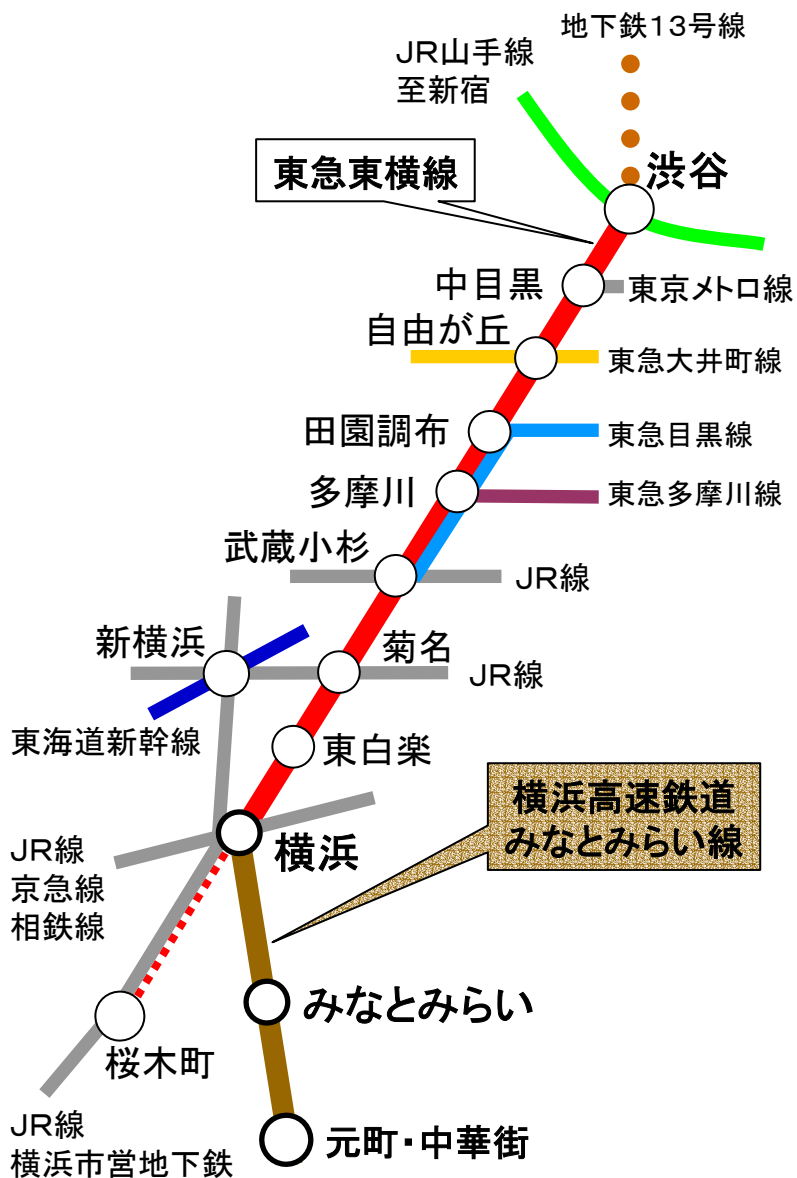 地下鉄１３号線
ＪＲ山手線
至新宿
東急東横線
渋谷
中目黒
東京メトロ線
自由が丘
東急大井町線
田園調布
東急目黒線
多摩川
東急多摩川線
武蔵小杉
ＪＲ線
新横浜
菊名
ＪＲ線
東海道新幹線
東白楽
横浜高速鉄道
みなとみらい線
横浜
ＪＲ線
京急線
相鉄線
みなとみらい
桜木町
元町・中華街
ＪＲ線
横浜市営地下鉄